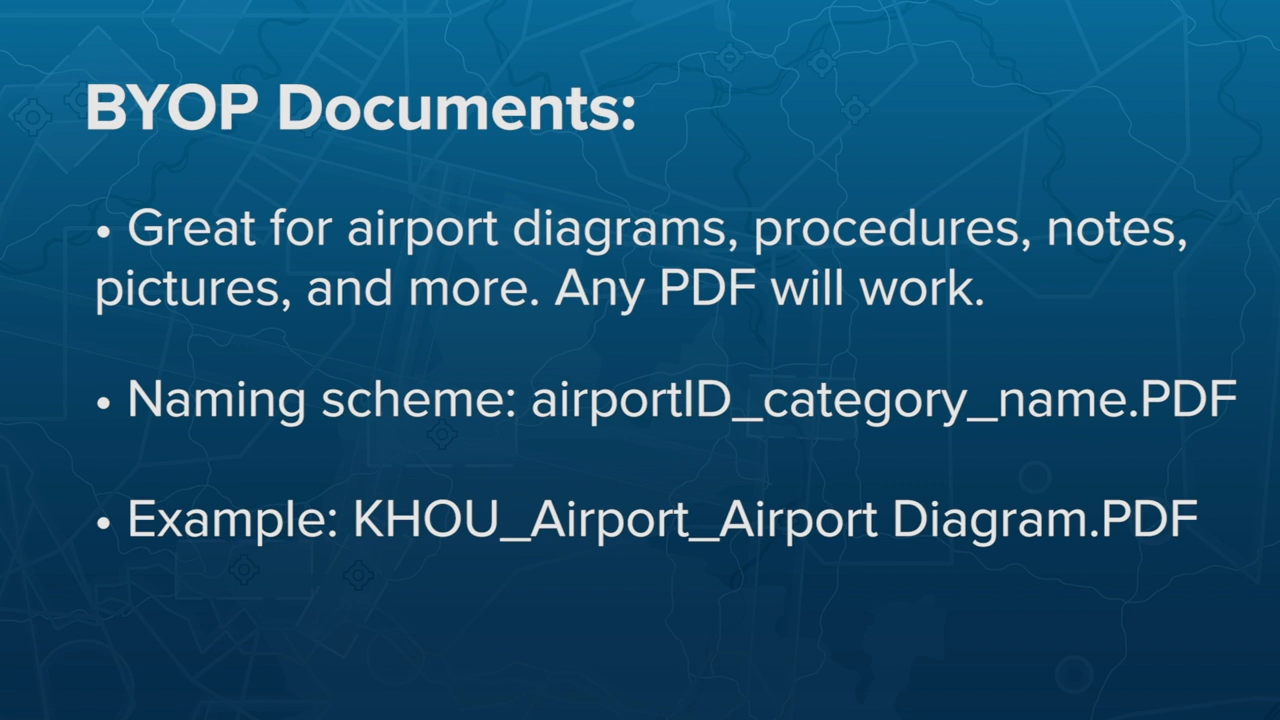 BYOP Documents:
• Great for airport diagrams, procedures, notes,
pictures, and more. Any PDF will work.
• Naming scheme: airportID_category_name.PDF
• Example: KHOU_Airport_Airport Diagram.PDF